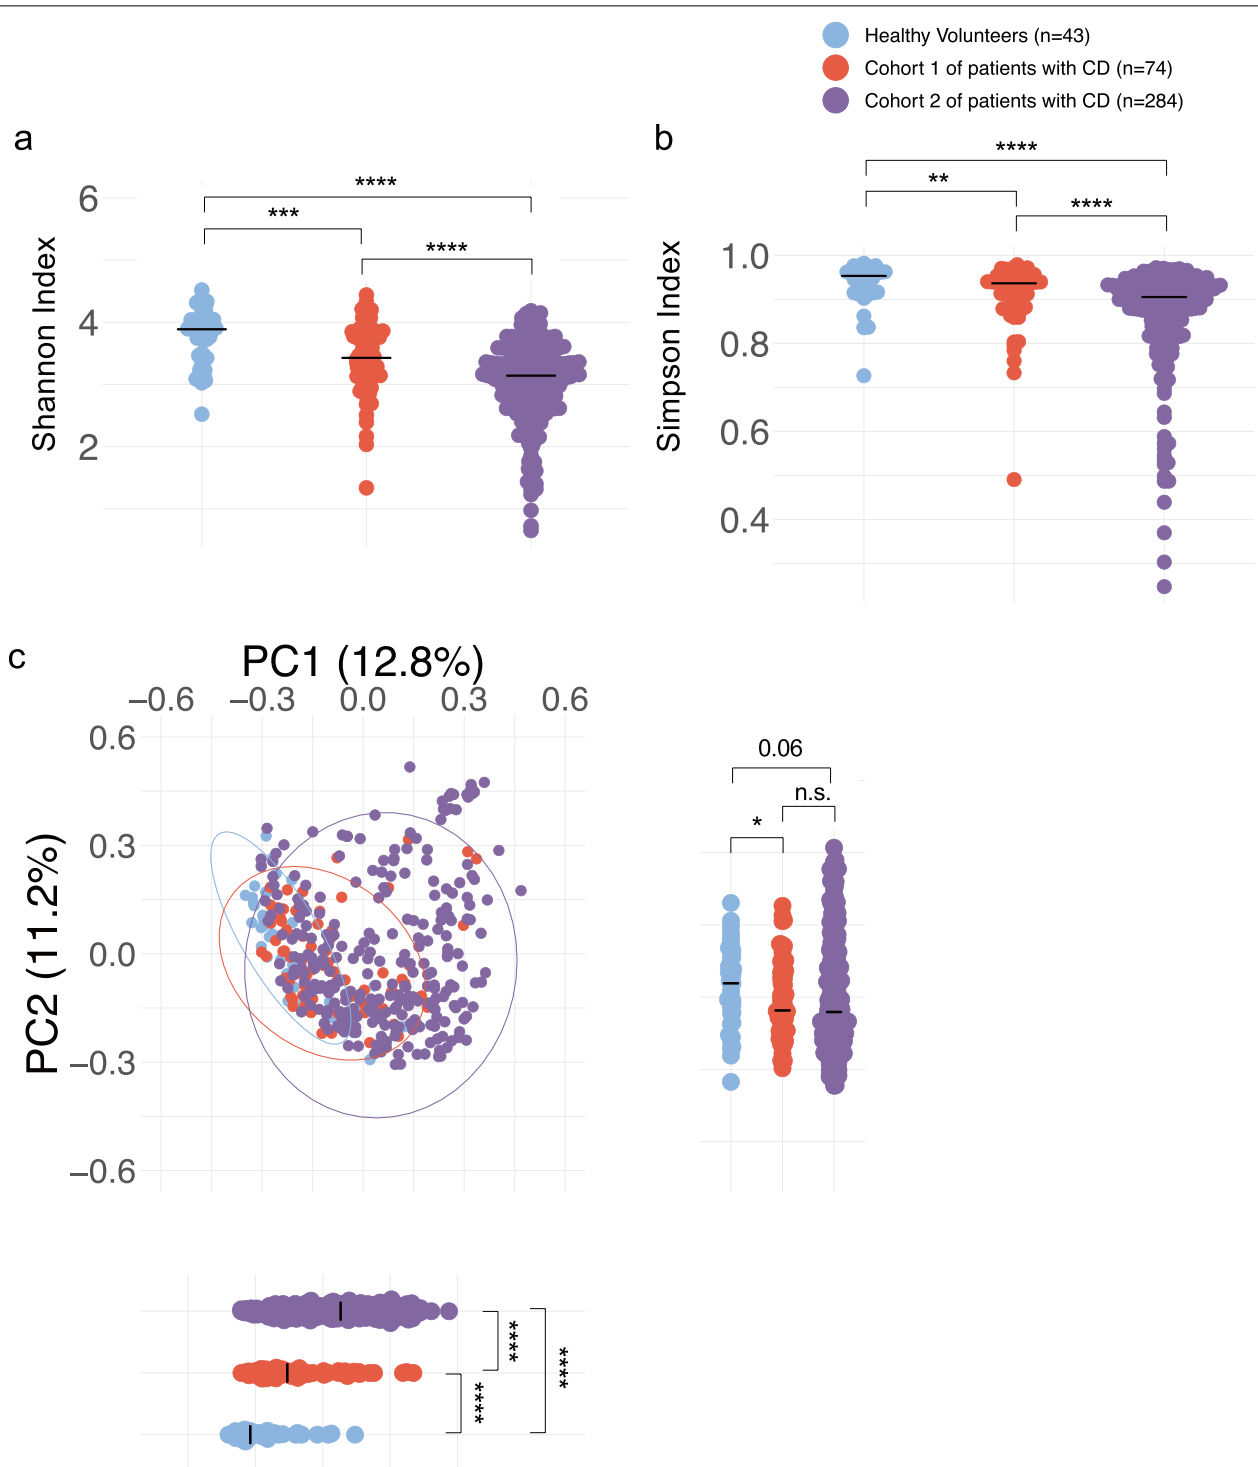 Healthy Volunteers (n=43)
Cohort 1 of patients with CD (n=74)
Cohort 2 of patients with CD (n=284)
a
6
4
2
Shannon Index
****
***
****
b
1.0
0.8
0.6
0.4
Simpson Index
****
**
****
c
PC1 (12.8%)
−0.6 −0.3 0.0 0.3 0.6
0.6
0.3
0.0
−0.3
−0.6
PC2 (11.2%)
0.06
n.s.
*
****
****
****